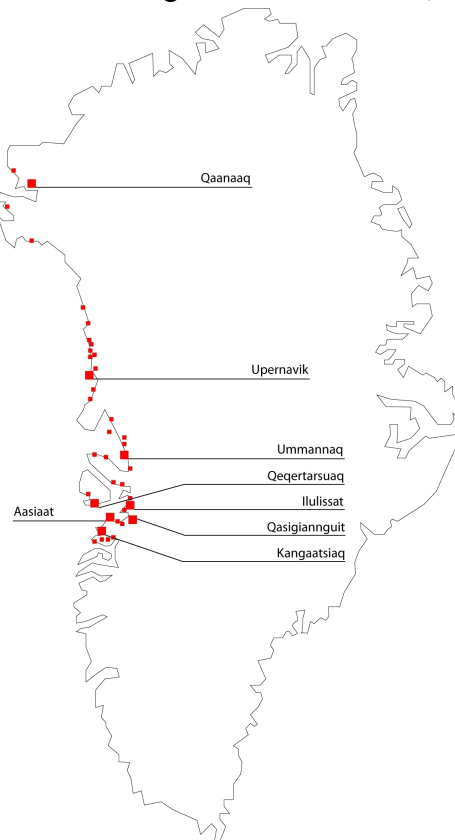 Qaanaaq
Upernavik
Ummannaq
Qeqertarsuaq
Ilulissat
Aasiaat
Qasigiannguit
Kangaatsiaq